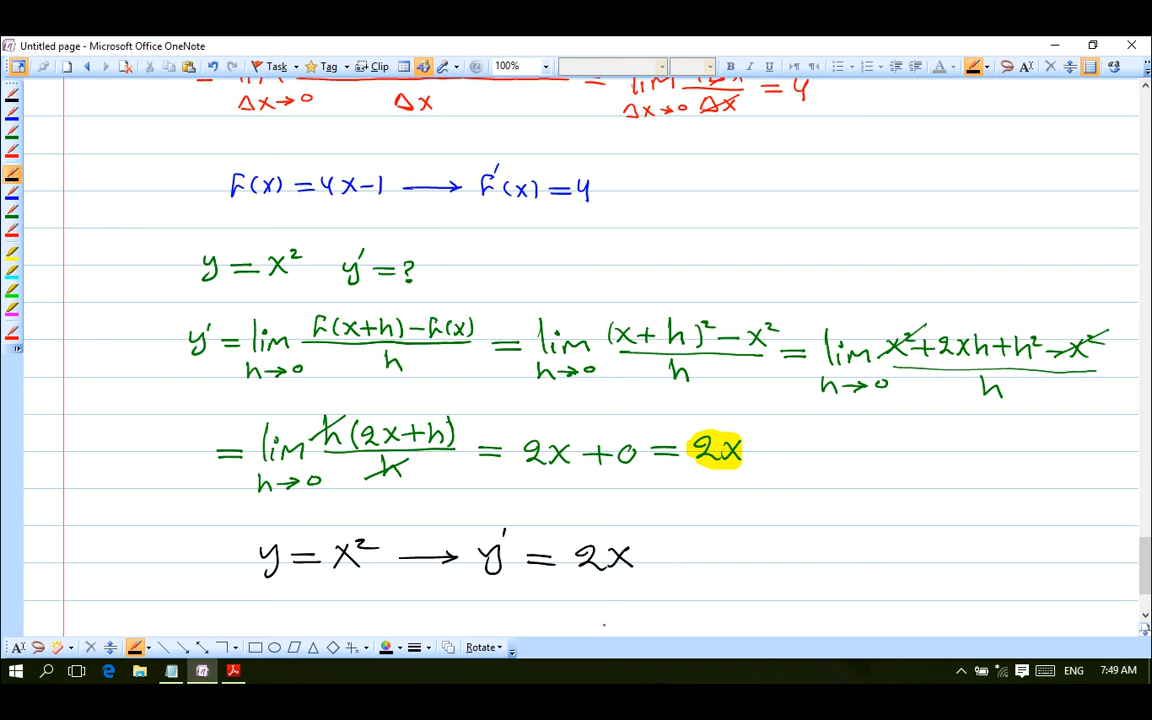 Untitled page - Microsoft Office OneNote
Task Tag Clip 100% B I U A
Δx→0 Δx = lim Δx→0 Δx = 4
f(x) = 4x-1 ⟶ f'(x) = 4
y = x² y' = ?
y' = lim h→0 (f(x+h)-f(x))/h = lim h→0 ((x+h)² - x²)/h = lim h→0 (x²+2xh+h²-x²)/h
= lim h→0 h(2x+h)/h = 2x+0 = 2x
y = x² ⟶ y' = 2x
Rotate
ENG 7:49 AM